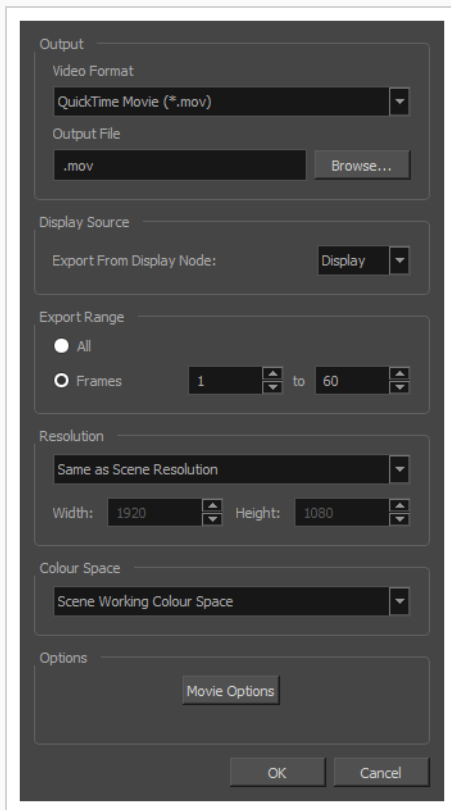 Output
Video Format
QuickTime Movie (*.mov)
Output File
.mov Browse...
Display Source
Export From Display Node: Display
Export Range
All
Frames 1 to 60
Resolution
Same as Scene Resolution
Width: 1920 Height: 1080
Colour Space
Scene Working Colour Space
Options
Movie Options
OK Cancel